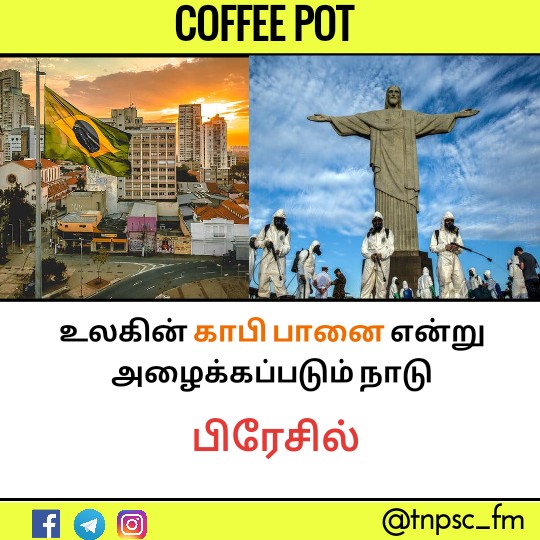 COFFEE POT
உலகின் காபி பானை என்று
அழைக்கப்படும் நாடு
பிரேசில்
@tnpsc_fm